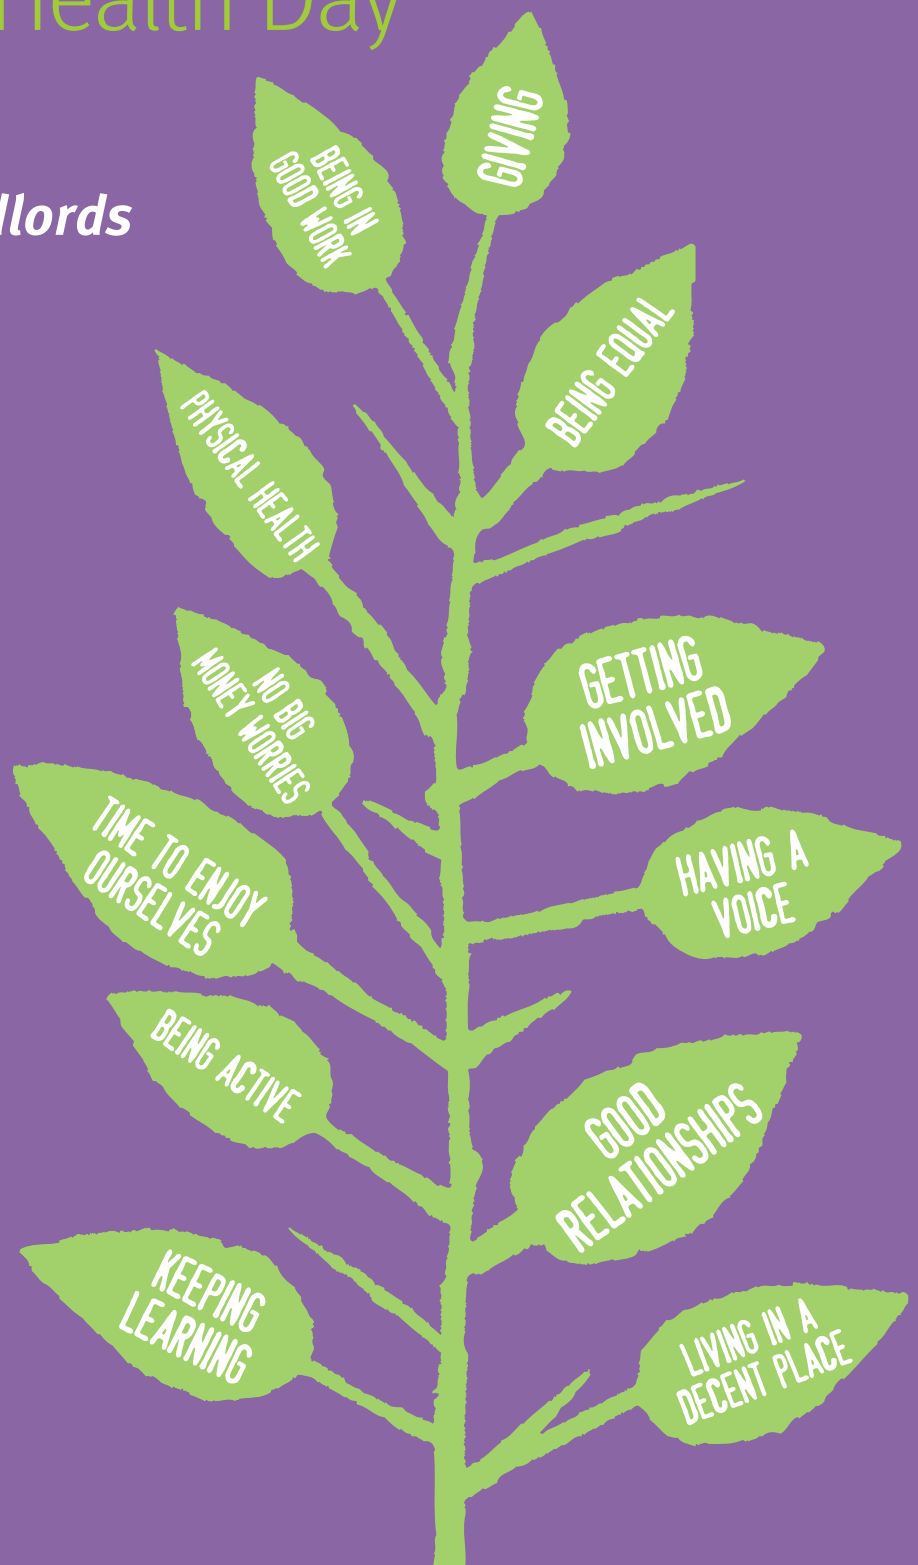 Health Day
dlords
GIVING
BEING IN
GOOD WORK
BEING EQUAL
PHYSICAL HEALTH
GETTING
INVOLVED
NO BIG
MONEY WORRIES
TIME TO ENJOY
OURSELVES
HAVING A
VOICE
BEING ACTIVE
GOOD
RELATIONSHIPS
KEEPING
LEARNING
LIVING IN A
DECENT PLACE